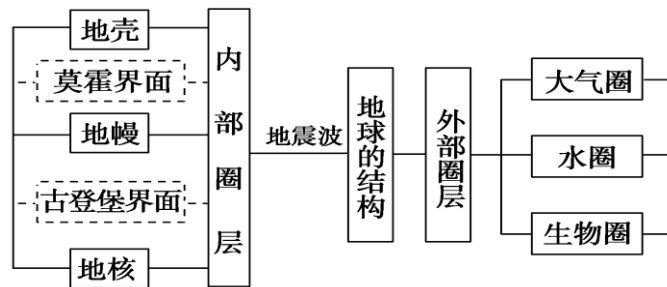 地壳
莫霍界面
地幔
古登堡界面
地核
内部圈层
地震波
地球的结构
外部圈层
大气圈
水圈
生物圈